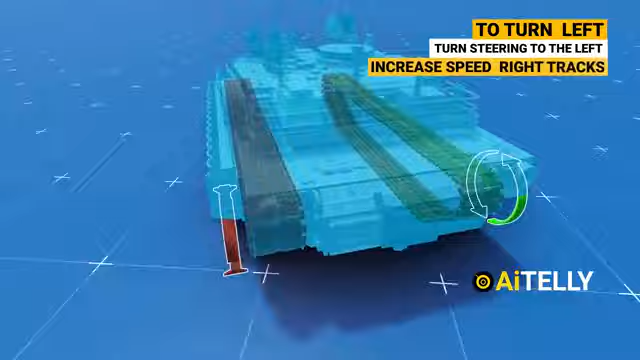 TO TURN LEFT
TURN STEERING TO THE LEFT
INCREASE SPEED RIGHT TRACKS
AiTELLY